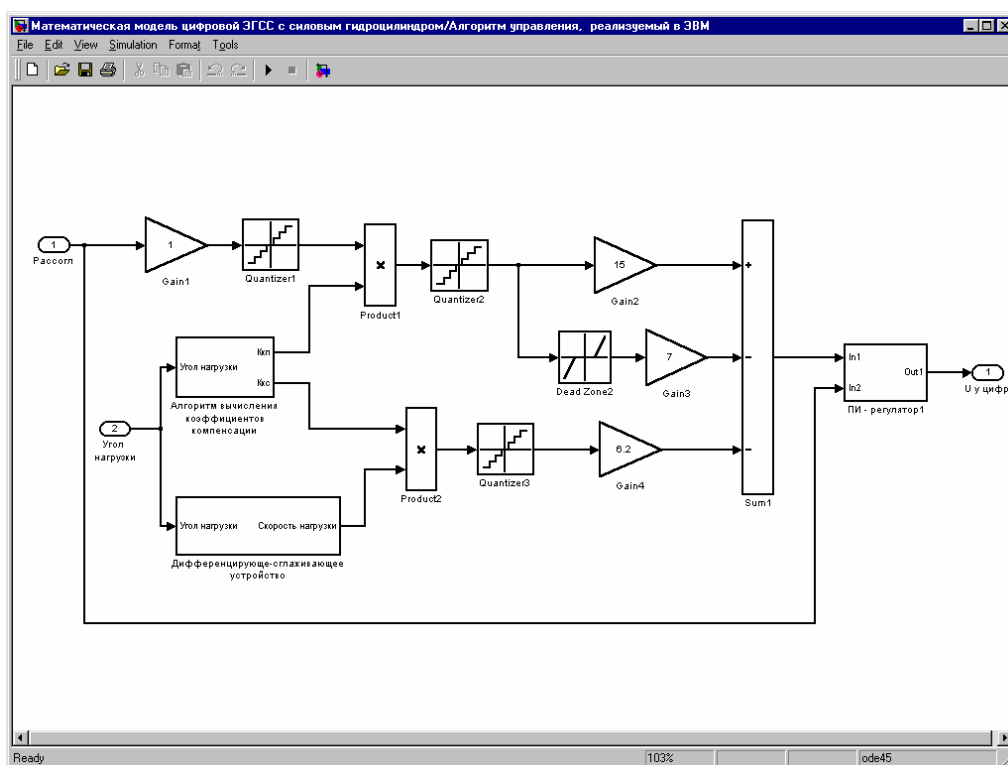 Математическая модель цифровой ЭГСС с силовым гидроцилиндром/Алгоритм управления, реализуемый в ЭВМ
File Edit View Simulation Format Tools
1
Рассогл
1
Gain1
Quantizer1
×
Product1
Quantizer2
15
Gain2
Dead Zone2
7
Gain3
+
−
−
Sum1
In1
In2
Out1
ПИ - регулятор1
1
U у цифр
Угол нагрузки
Ккп
Ккс
Алгоритм вычисления
коэффициентов
компенсации
2
Угол
нагрузки
×
Product2
Quantizer3
6.2
Gain4
Угол нагрузки
Скорость нагрузки
Дифференцирующе-сглаживающее
устройство
Ready
103%
ode45